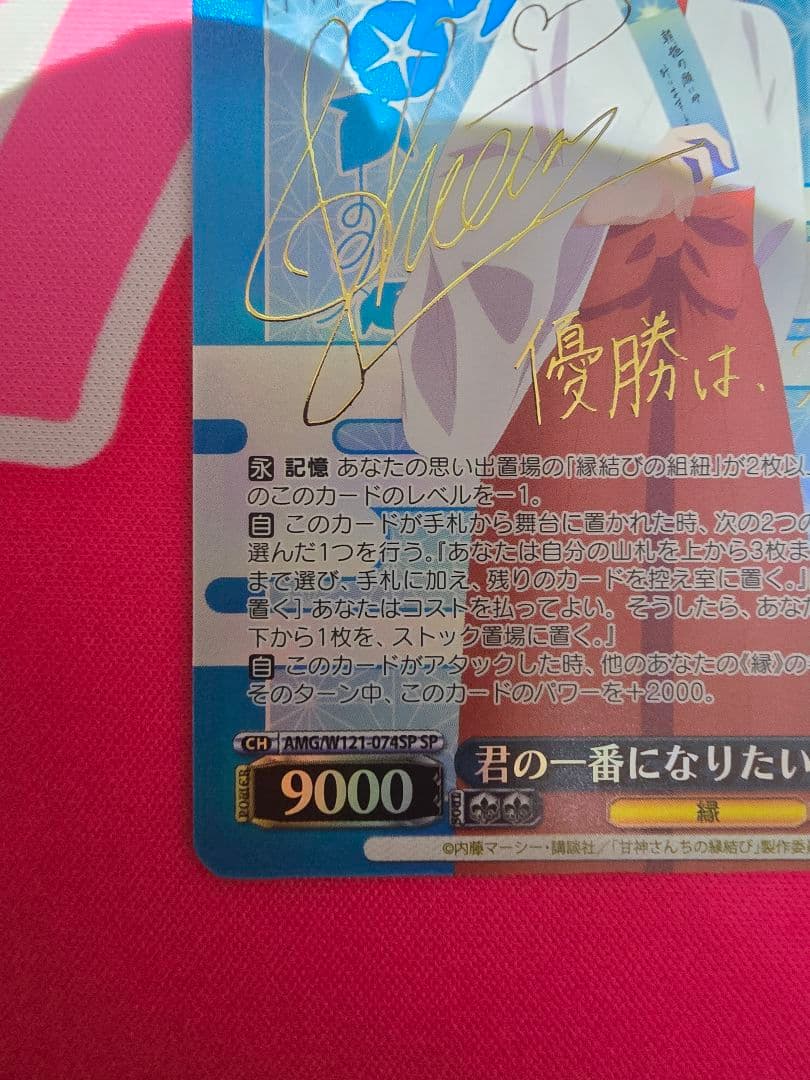 優勝は、
永 記憶 あなたの思い出置場の「縁結びの組紐」が2枚以
のこのカードのレベルを－1。
自 このカードが手札から舞台に置かれた時、次の2つの
選んだ1つを行う。『あなたは自分の山札を上から3枚ま
まで選び、手札に加え、残りのカードを控え室に置く。』
置く］あなたはコストを払ってよい。そうしたら、あな
下から1枚を、ストック置場に置く。』
自 このカードがアタックした時、他のあなたの《縁》の
そのターン中、このカードのパワーを＋2000。
CH AMG/W121-074SP SP
POWER 9000
君の一番になりたい
縁
©内藤マーシー・講談社／「甘神さんちの縁結び」製作委員